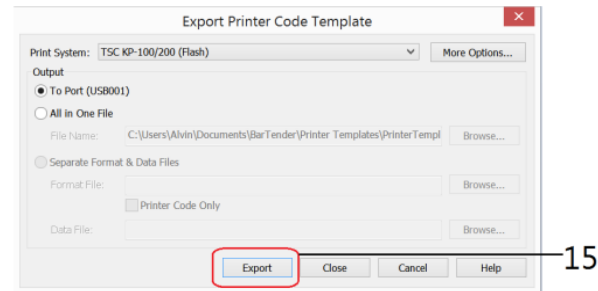 Export Printer Code Template
Print System: TSC KP-100/200 (Flash) More Options...
Output
To Port (USB001)
All in One File
File Name: C:\Users\Alvin\Documents\BarTender\Printer Templates\PrinterTempl Browse...
Separate Format & Data Files
Format File: Browse...
Printer Code Only
Data File: Browse...
Export Close Cancel Help
15